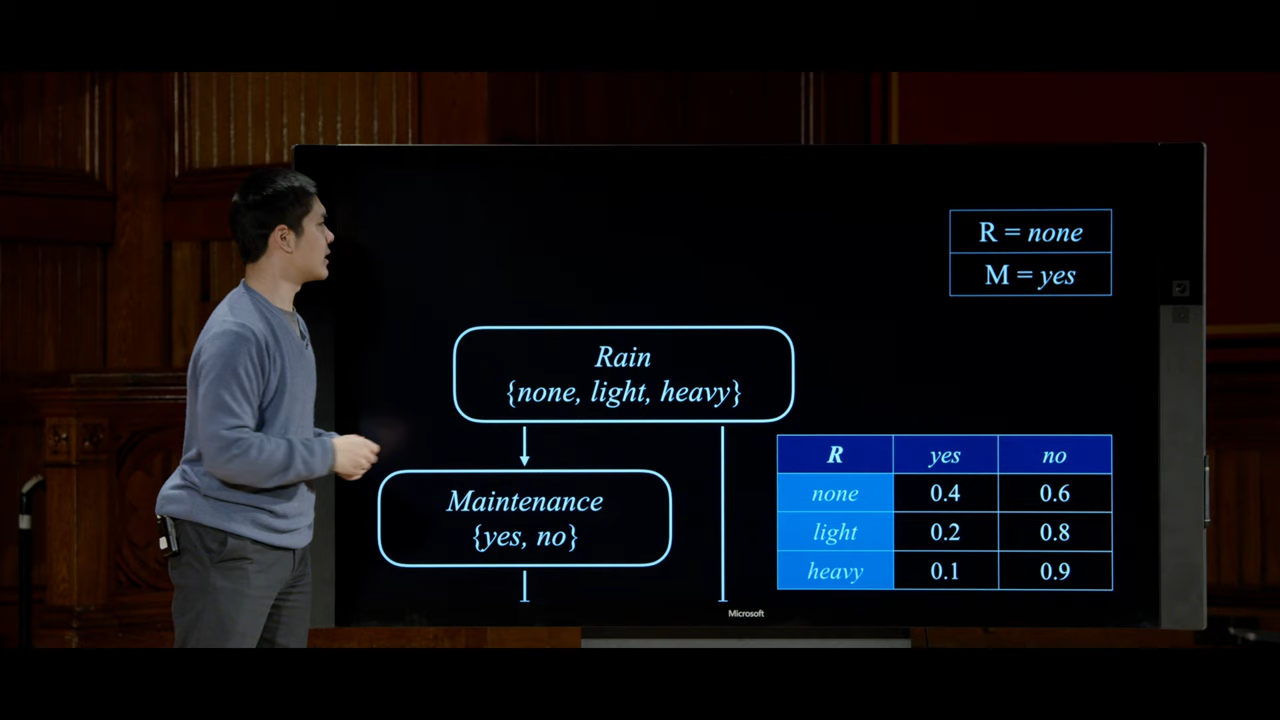 R = none
M = yes
Rain
{none, light, heavy}
Maintenance
{yes, no}
R yes no
none 0.4 0.6
light 0.2 0.8
heavy 0.1 0.9
Microsoft